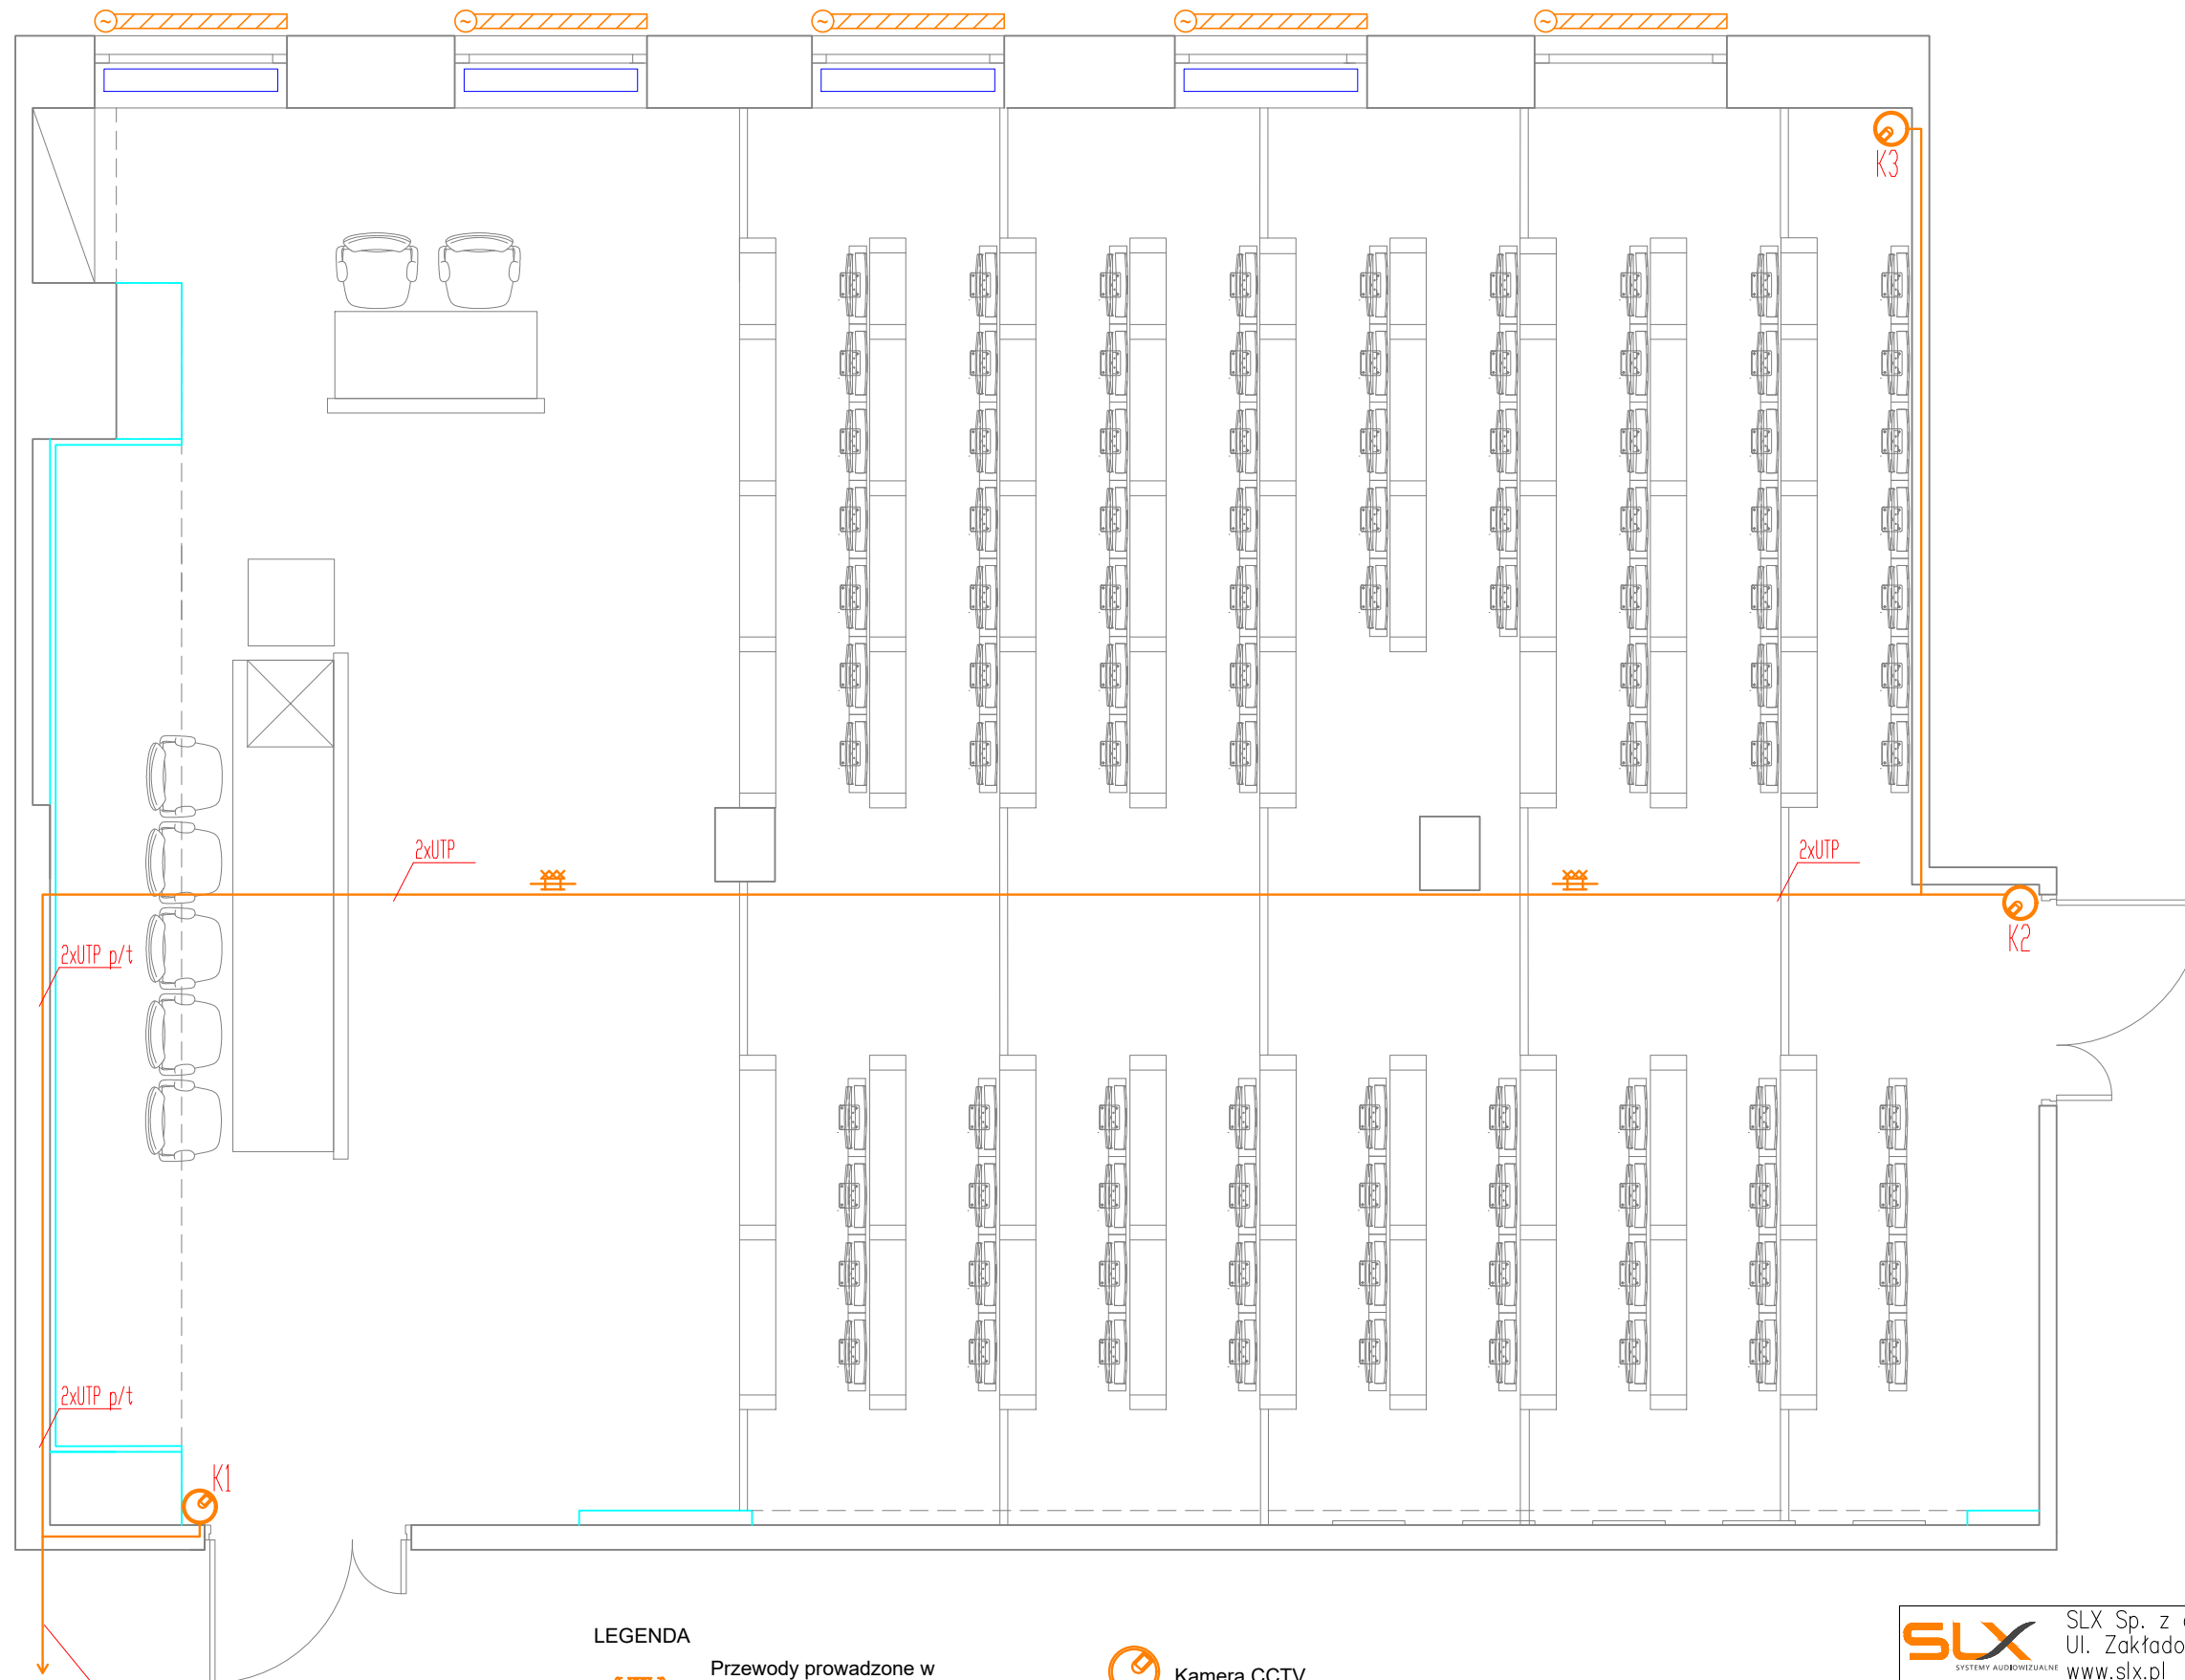 K3
2xUTP
2xUTP
K2
2xUTP p/t
2xUTP p/t
K1
LEGENDA
Przewody prowadzone w
Kamera CCTV
SLX
SYSTEMY AUDIOWIZUALNE
SLX Sp. z
Ul. Zakłado
www.slx.pl